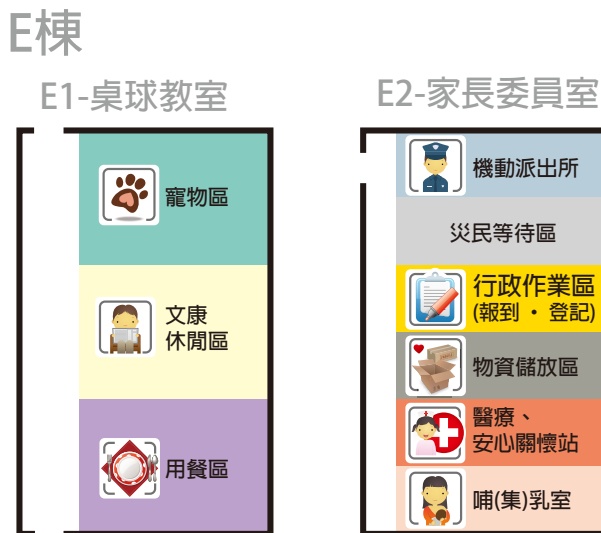 E棟
E1-桌球教室
寵物區
文康
休閒區
用餐區
E2-家長委員室
機動派出所
災民等待區
行政作業區
(報到 · 登記)
物資儲放區
醫療、
安心關懷站
哺(集)乳室